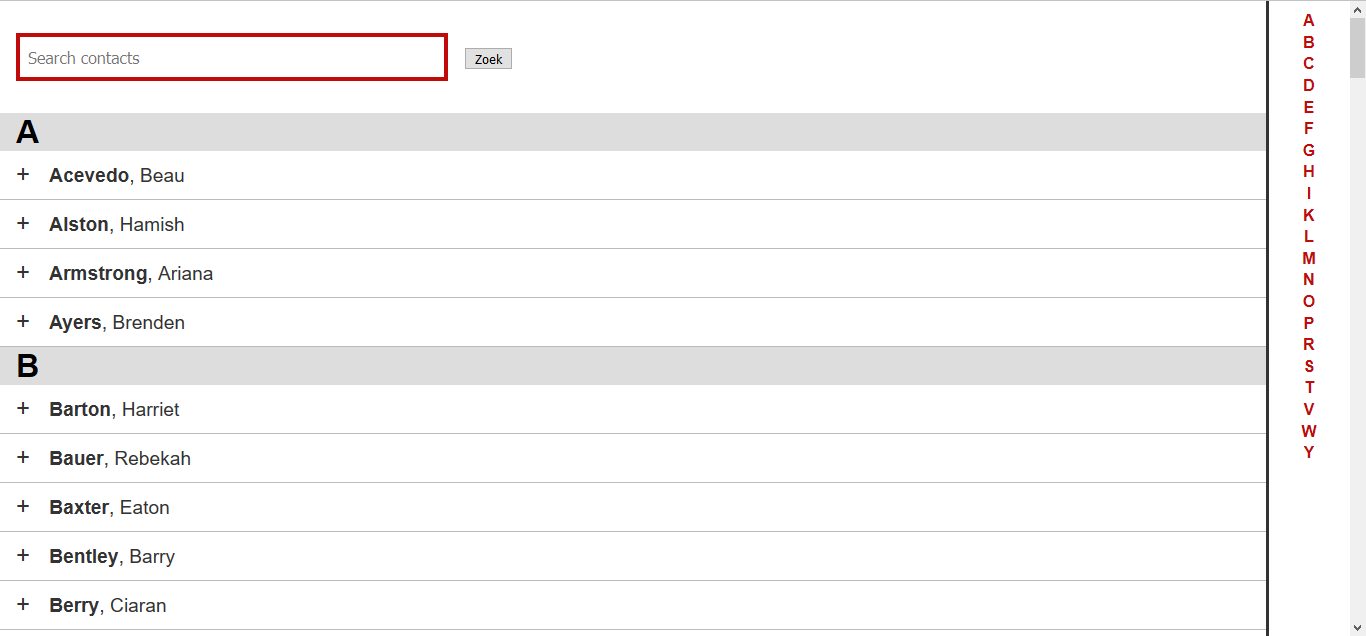 Search contacts
Zoek
A
+ Acevedo, Beau
+ Alston, Hamish
+ Armstrong, Ariana
+ Ayers, Brenden
B
+ Barton, Harriet
+ Bauer, Rebekah
+ Baxter, Eaton
+ Bentley, Barry
+ Berry, Ciaran
A
B
C
D
E
F
G
H
I
K
L
M
N
O
P
R
S
T
V
W
Y